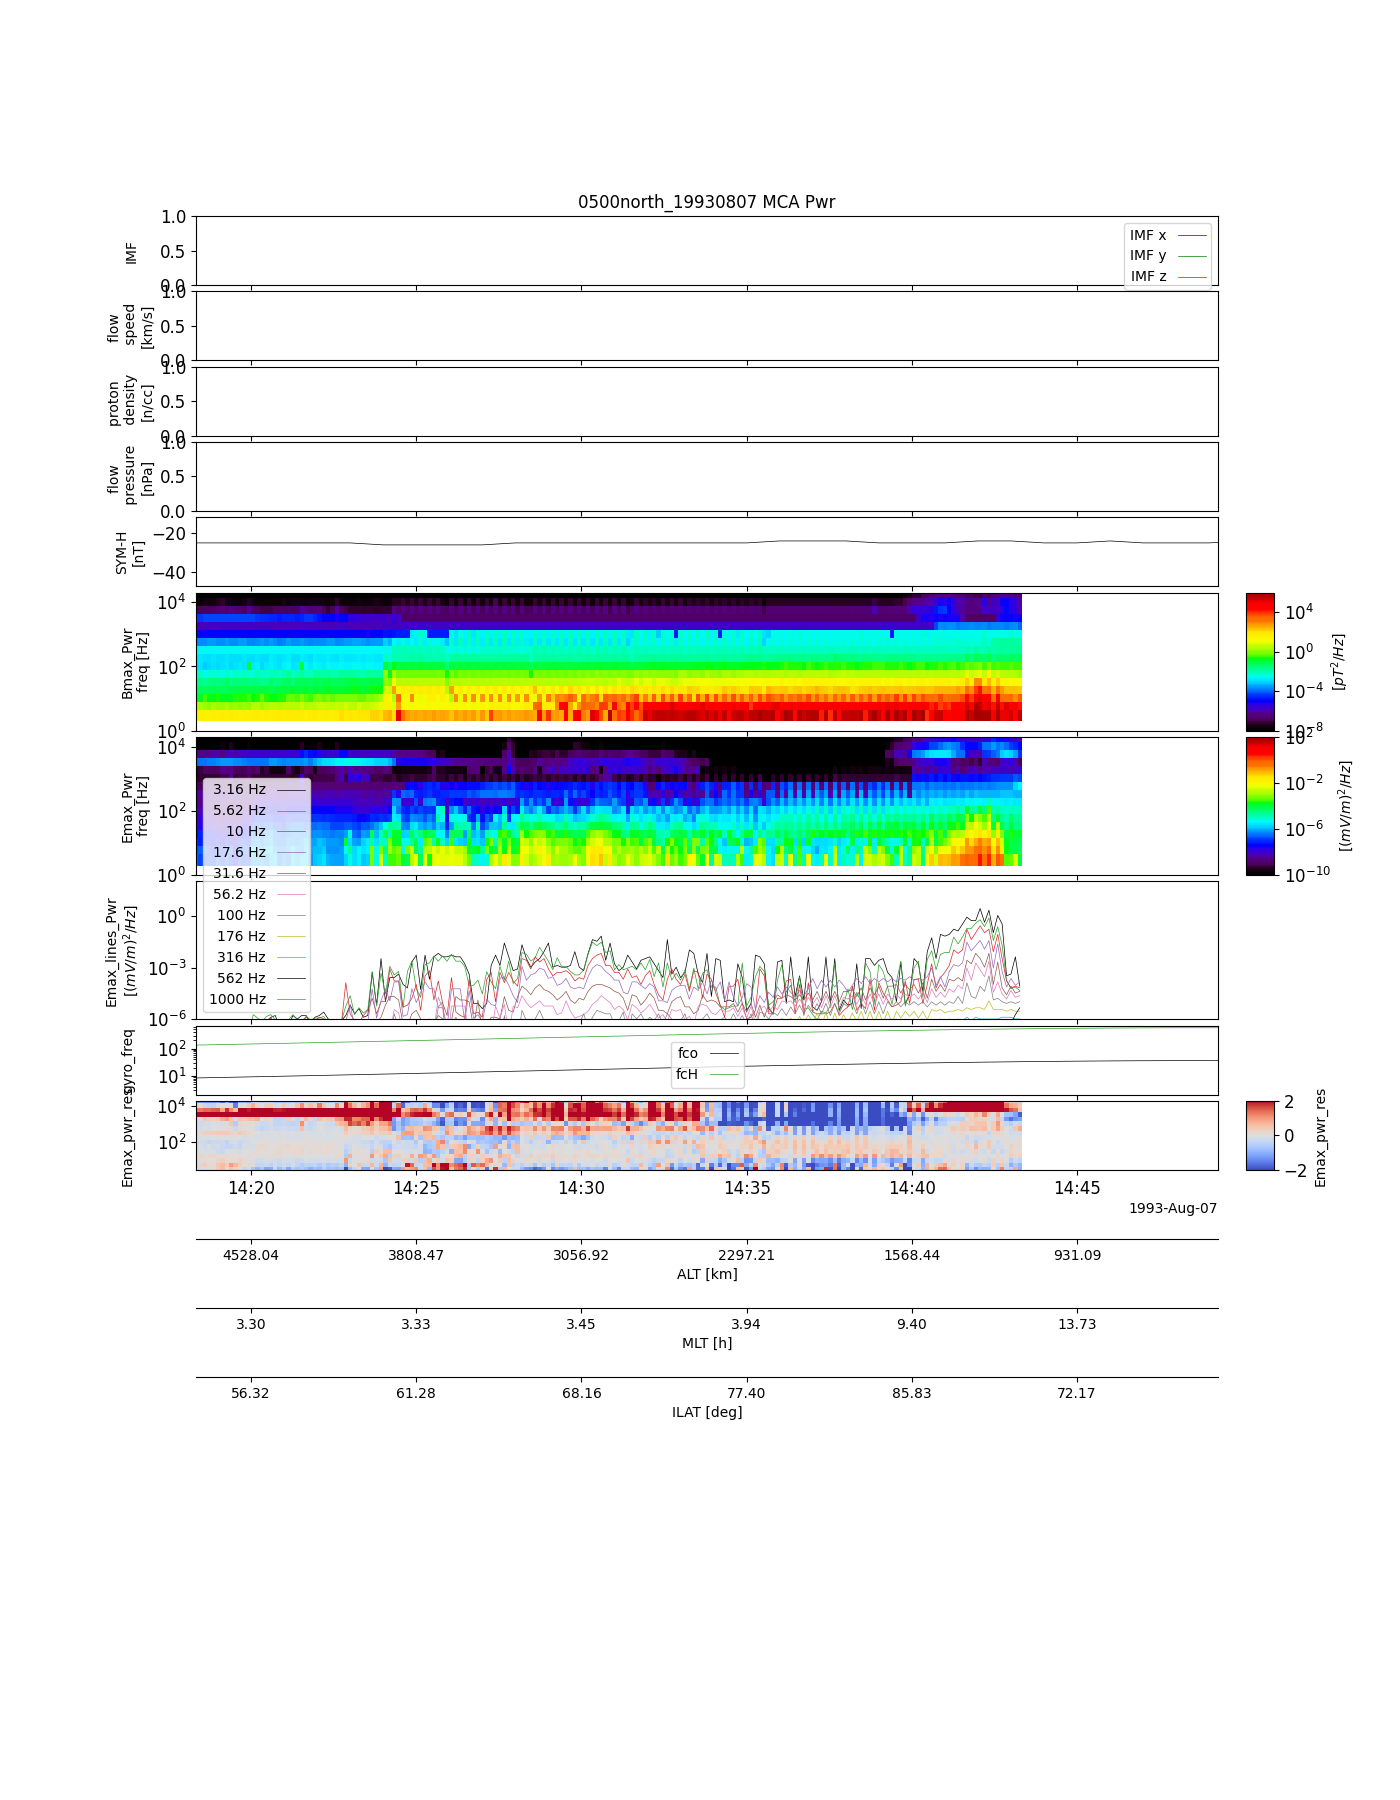 0500north_19930807 MCA Pwr
1.0
0.5
0.0
IMF
IMF x
IMF y
IMF z
1.0
0.5
0.0
flow
speed
[km/s]
1.0
0.5
0.0
proton
density
[n/cc]
1.0
0.5
0.0
flow
pressure
[nPa]
−20
−40
SYM-H
[nT]
10^4
10^2
10^0
Bmax_Pwr
freq [Hz]
10^4
10^0
10^−4
10^−8
[pT^2/Hz]
10^4
10^2
10^0
Emax_Pwr
freq [Hz]
10^2
10^−2
10^−6
10^−10
[(mV/m)^2/Hz]
3.16 Hz
5.62 Hz
10 Hz
17.6 Hz
31.6 Hz
56.2 Hz
100 Hz
176 Hz
316 Hz
562 Hz
1000 Hz
10^0
10^−3
10^−6
Emax_lines_Pwr
[(mV/m)^2/Hz]
10^2
10^1
gyro_freq
fco
fcH
10^4
10^2
Emax_pwr_res
2
0
−2
Emax_pwr_res
14:20 14:25 14:30 14:35 14:40 14:45
1993-Aug-07
4528.04 3808.47 3056.92 2297.21 1568.44 931.09
ALT [km]
3.30 3.33 3.45 3.94 9.40 13.73
MLT [h]
56.32 61.28 68.16 77.40 85.83 72.17
ILAT [deg]